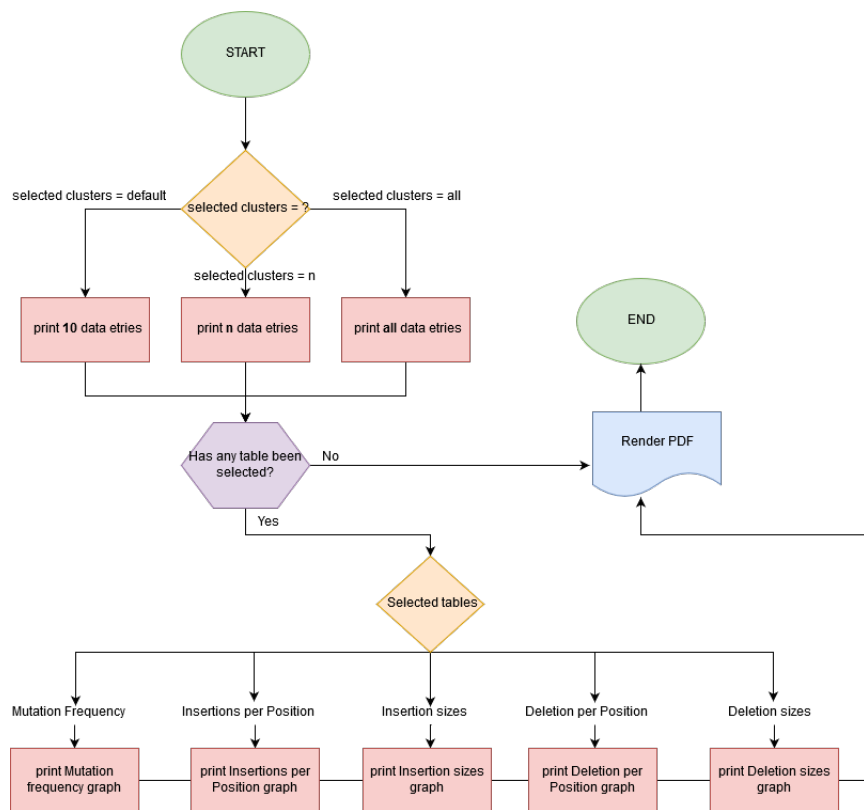 START
selected clusters = default
selected clusters = ?
selected clusters = all
selected clusters = n
print 10 data etries
print n data etries
print all data etries
END
Has any table been
selected?
No
Render PDF
Yes
Selected tables
Mutation Frequency
Insertions per Position
Insertion sizes
Deletion per Position
Deletion sizes
print Mutation
frequency graph
print Insertions per
Position graph
print Insertion sizes
graph
print Deletion per
Position graph
print Deletion sizes
graph